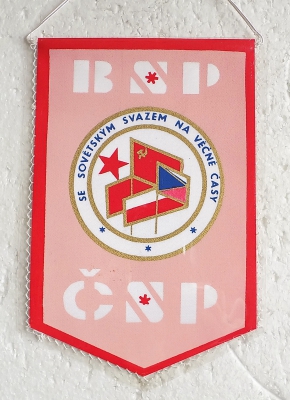 BSP
SE SOVĚTSKÝM SVAZEM NA VĚČNÉ ČASY
ČSP